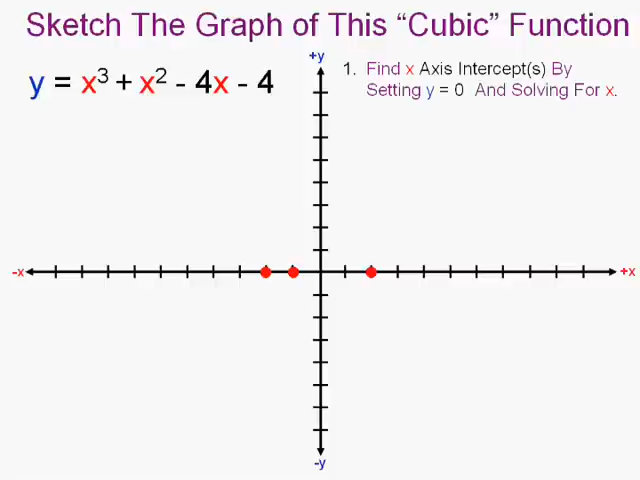 Sketch The Graph of This “Cubic” Function
+y
y = x³ + x² - 4x - 4
1. Find x Axis Intercept(s) By
Setting y = 0 And Solving For x.
-x
+x
-y